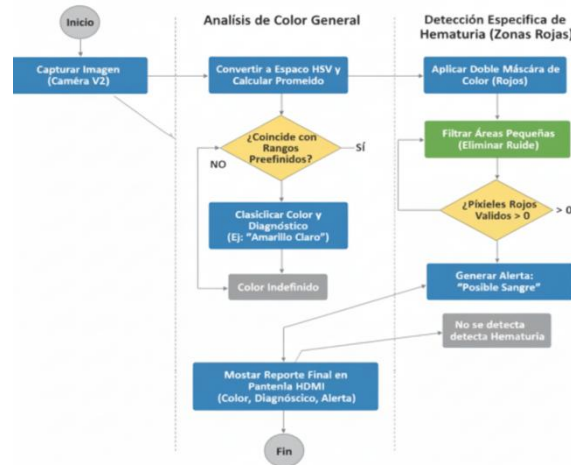 Inicio
Análisis de Color General
Detección Especifica de
Hematuria (Zonas Rojas)
Capturar Imagen
(Caméra V2)
Convertir a Espaco HSV y
Calcular Promeido
Aplicar Doble Máscára de
Color (Rojos)
¿Coincide con
Rangos
Preefinidos?
NO
SÍ
Filtrar Áreas Pequeñas
(Eliminar Ruide)
Clasiclicar Color y
Diagnóstico
(Ej: "Amarillo Claro")
¿Píxieles Rojos
Validos > 0
> 0
Color Indefinido
Generar Alerta:
"Posible Sangre"
No se detecta
detecta Hematuria
Mostar Reporte Final en
Pantenla HDMI
(Color, Diagnóscico, Alerta)
Fin